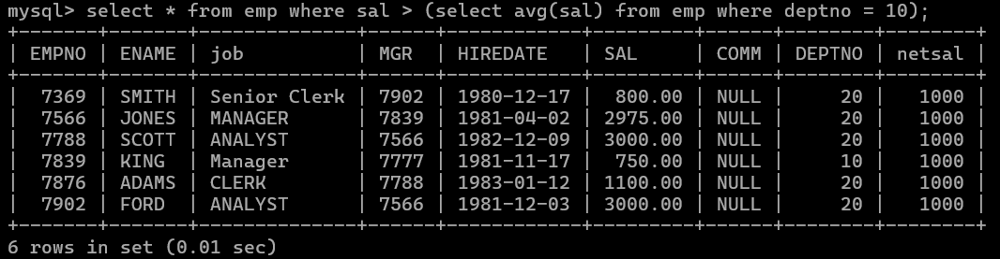 mysql> select * from emp where sal > (select avg(sal) from emp where deptno = 10);
+-------+-------+--------------+------+------------+---------+------+--------+--------+
| EMPNO | ENAME | job          | MGR  | HIREDATE   | SAL     | COMM | DEPTNO | netsal |
+-------+-------+--------------+------+------------+---------+------+--------+--------+
|  7369 | SMITH | Senior Clerk | 7902 | 1980-12-17 |  800.00 | NULL |     20 |   1000 |
|  7566 | JONES | MANAGER      | 7839 | 1981-04-02 | 2975.00 | NULL |     20 |   1000 |
|  7788 | SCOTT | ANALYST      | 7566 | 1982-12-09 | 3000.00 | NULL |     20 |   1000 |
|  7839 | KING  | Manager      | 7777 | 1981-11-17 |  750.00 | NULL |     10 |   1000 |
|  7876 | ADAMS | CLERK        | 7788 | 1983-01-12 | 1100.00 | NULL |     20 |   1000 |
|  7902 | FORD  | ANALYST      | 7566 | 1981-12-03 | 3000.00 | NULL |     20 |   1000 |
+-------+-------+--------------+------+------------+---------+------+--------+--------+
6 rows in set (0.01 sec)